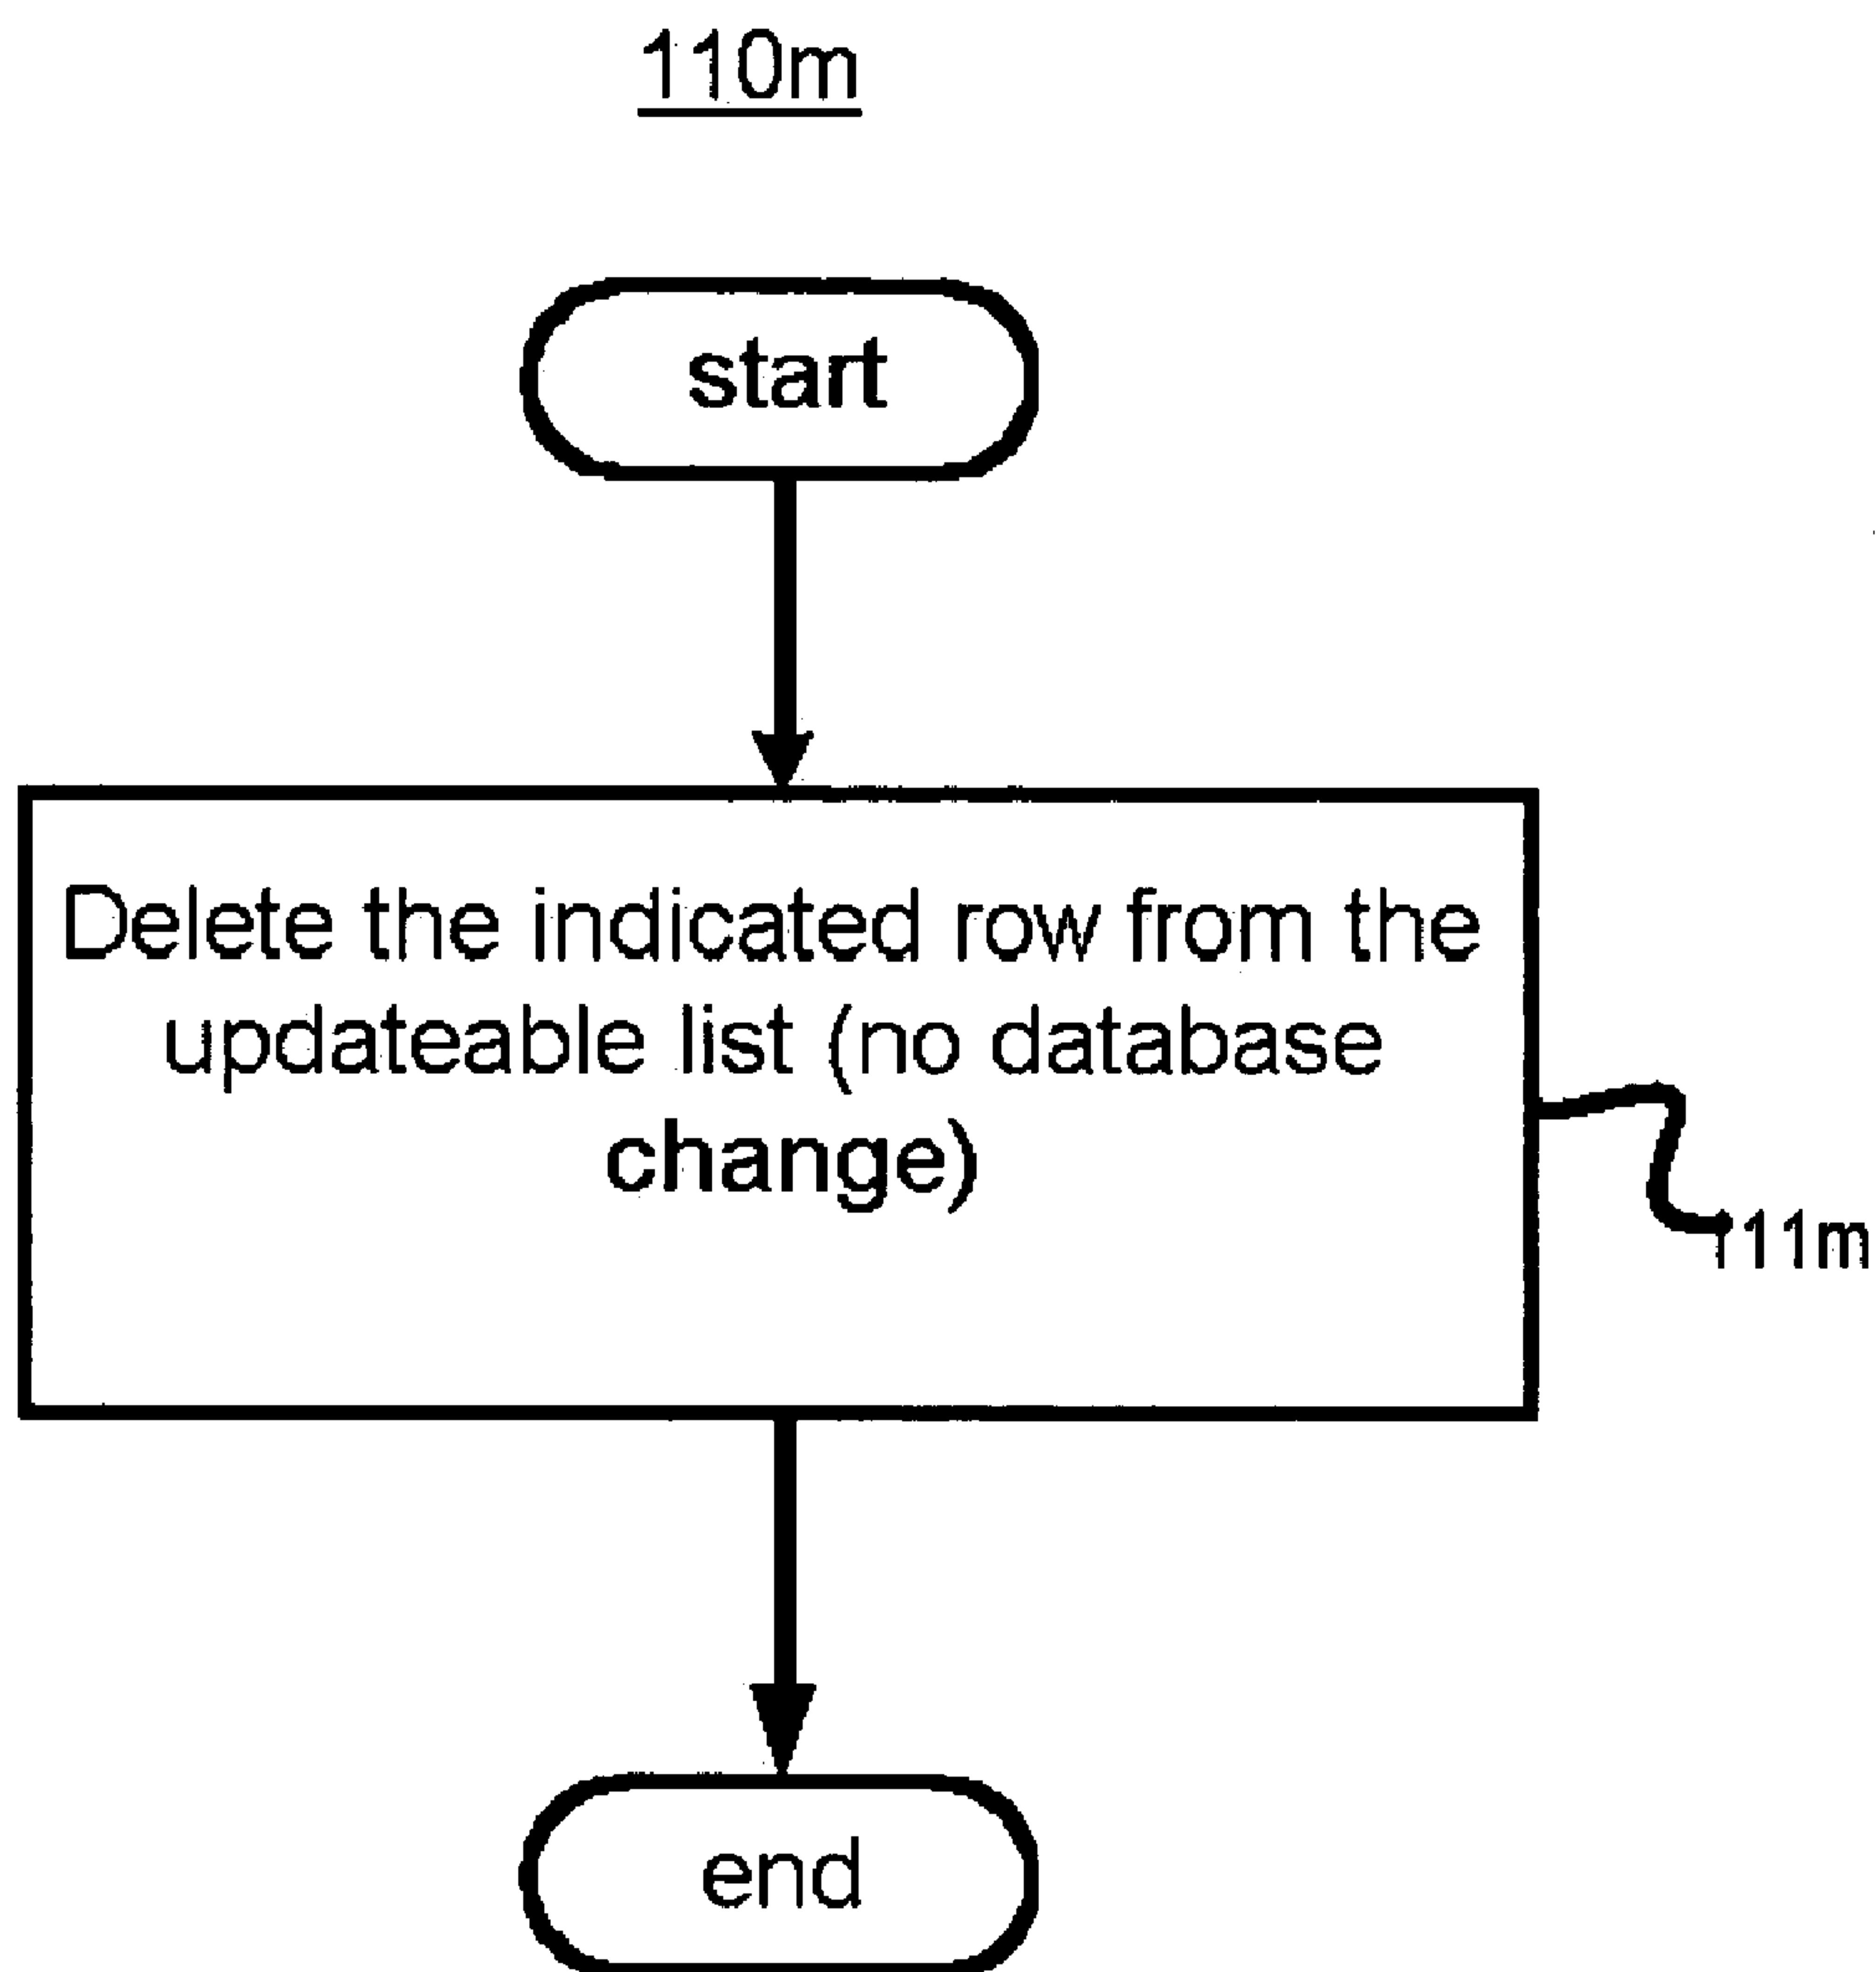 110m
start
Delete the indicated row from the
updateable list (no database
change)
111m
end